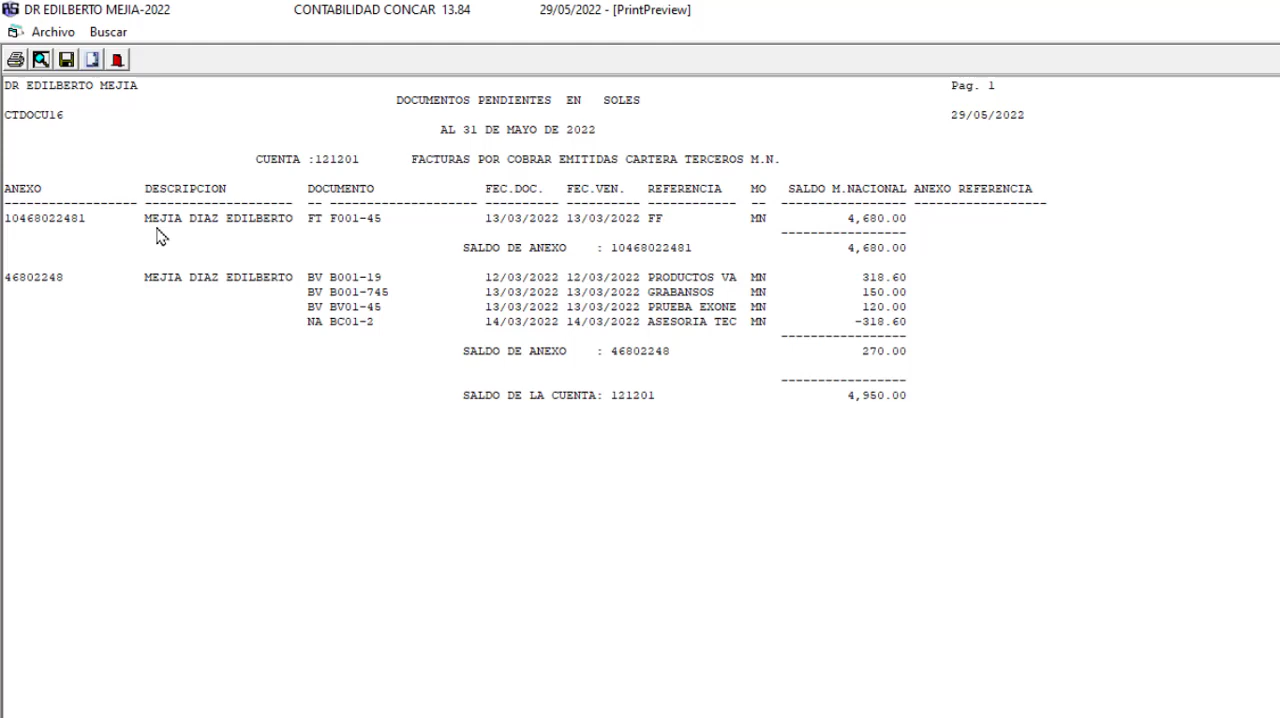 DR EDILBERTO MEJIA-2022 CONTABILIDAD CONCAR 13.84 29/05/2022 - [PrintPreview]
Archivo Buscar
DR EDILBERTO MEJIA Pag. 1
DOCUMENTOS PENDIENTES EN SOLES
CTDOCU16 29/05/2022
AL 31 DE MAYO DE 2022
CUENTA :121201 FACTURAS POR COBRAR EMITIDAS CARTERA TERCEROS M.N.
ANEXO DESCRIPCION DOCUMENTO FEC.DOC. FEC.VEN. REFERENCIA MO SALDO M.NACIONAL ANEXO REFERENCIA
10468022481 MEJIA DIAZ EDILBERTO FT F001-45 13/03/2022 13/03/2022 FF MN 4,680.00
SALDO DE ANEXO : 10468022481 4,680.00
46802248 MEJIA DIAZ EDILBERTO BV B001-19 12/03/2022 12/03/2022 PRODUCTOS VA MN 318.60
BV B001-745 13/03/2022 13/03/2022 GRABANSOS MN 150.00
BV BV01-45 13/03/2022 13/03/2022 PRUEBA EXONE MN 120.00
NA BC01-2 14/03/2022 14/03/2022 ASESORIA TEC MN -318.60
SALDO DE ANEXO : 46802248 270.00
SALDO DE LA CUENTA: 121201 4,950.00